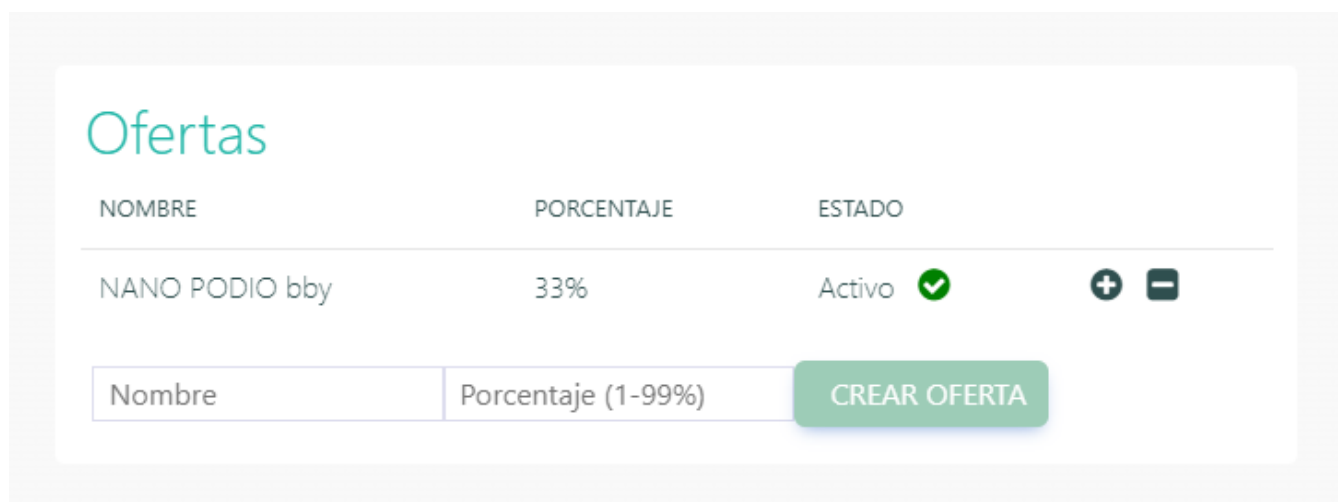 Ofertas
NOMBRE PORCENTAJE ESTADO
NANO PODIO bby 33% Activo
Nombre Porcentaje (1-99%) CREAR OFERTA